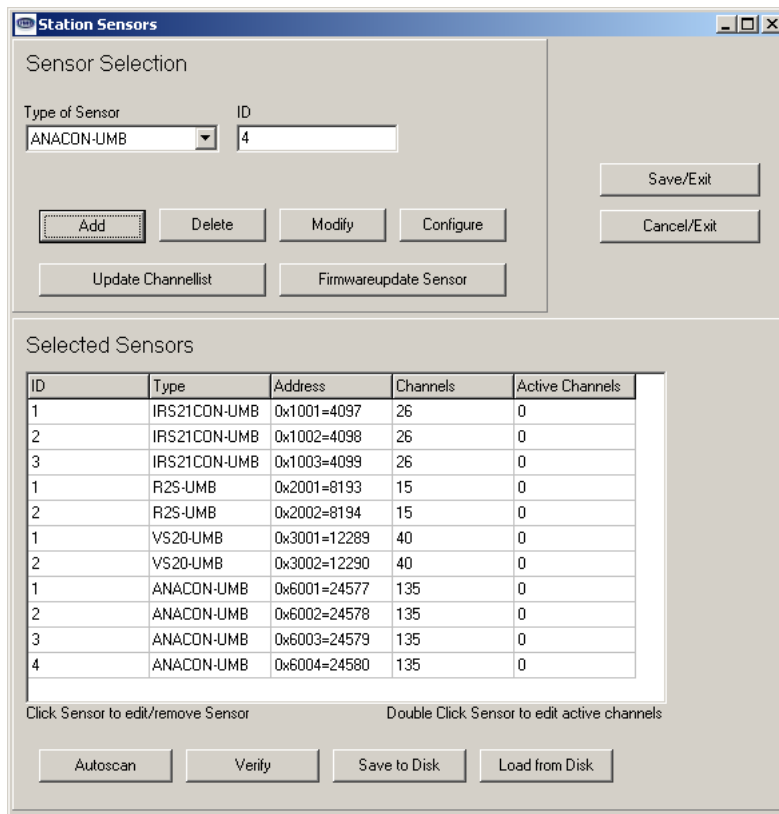 Station Sensors
Sensor Selection
Type of Sensor ID
ANACON-UMB 4
Save/Exit
Add Delete Modify Configure Cancel/Exit
Update Channellist Firmwareupdate Sensor
Selected Sensors
ID Type Address Channels Active Channels
1 IRS21CON-UMB 0x1001=4097 26 0
2 IRS21CON-UMB 0x1002=4098 26 0
3 IRS21CON-UMB 0x1003=4099 26 0
1 R2S-UMB 0x2001=8193 15 0
2 R2S-UMB 0x2002=8194 15 0
1 VS20-UMB 0x3001=12289 40 0
2 VS20-UMB 0x3002=12290 40 0
1 ANACON-UMB 0x6001=24577 135 0
2 ANACON-UMB 0x6002=24578 135 0
3 ANACON-UMB 0x6003=24579 135 0
4 ANACON-UMB 0x6004=24580 135 0
Click Sensor to edit/remove Sensor Double Click Sensor to edit active channels
Autoscan Verify Save to Disk Load from Disk